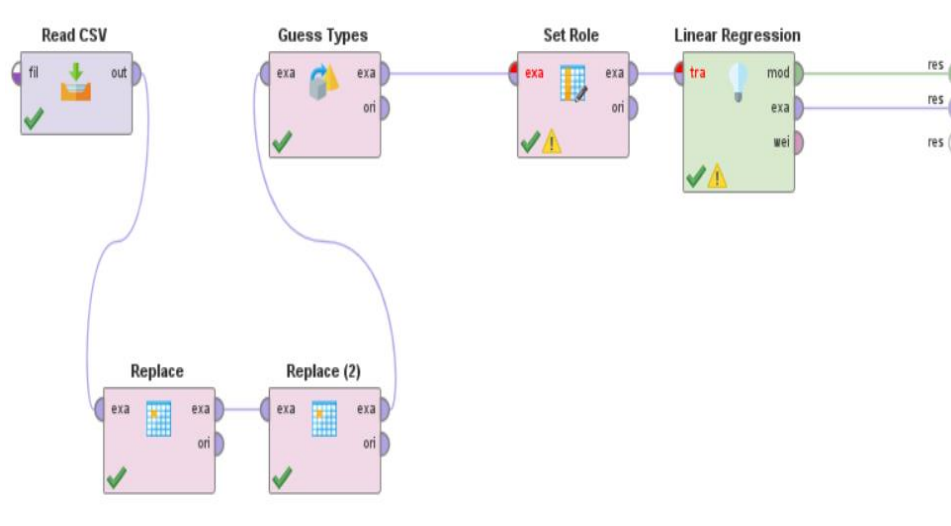 Read CSV
Guess Types
Set Role
Linear Regression
fil
out
exa
exa
ori
exa
exa
ori
tra
mod
exa
wei
res
res
res
Replace
Replace (2)
exa
exa
ori
exa
exa
ori